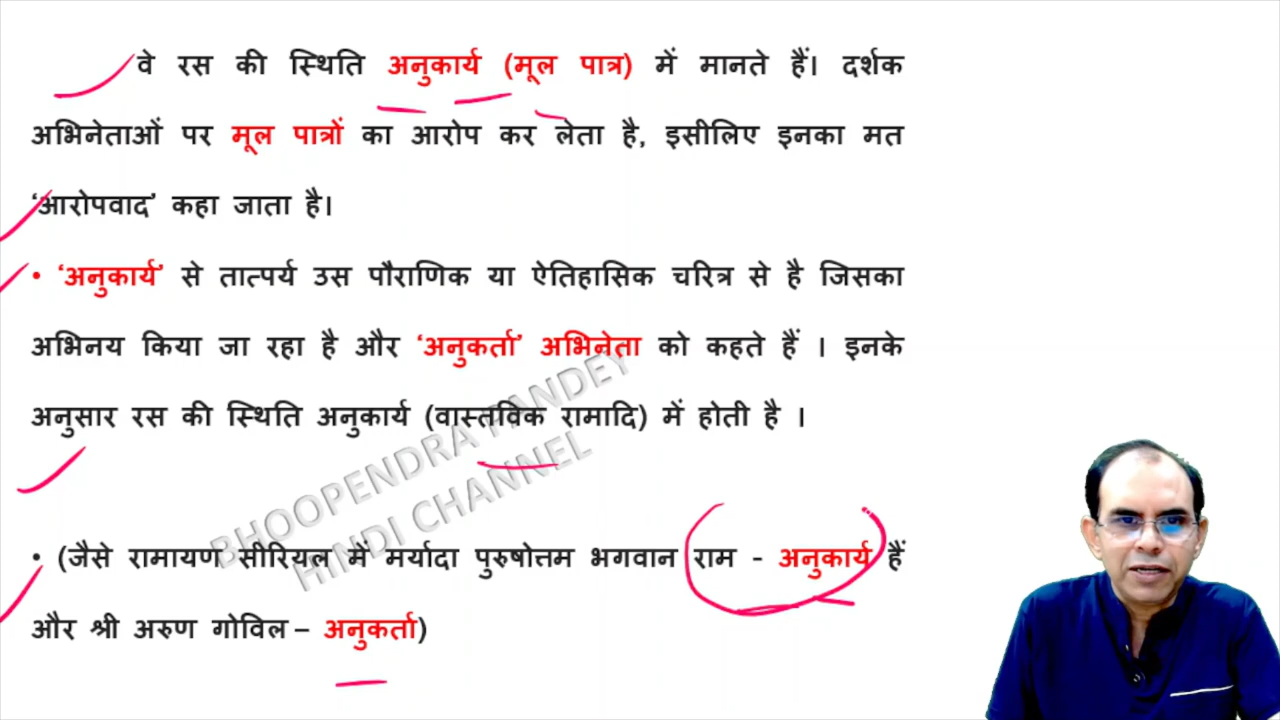 वे रस की स्थिति अनुकार्य (मूल पात्र) में मानते हैं। दर्शक
अभिनेताओं पर मूल पात्रों का आरोप कर लेता है, इसीलिए इनका मत
‘आरोपवाद’ कहा जाता है।
• ‘अनुकार्य’ से तात्पर्य उस पौराणिक या ऐतिहासिक चरित्र से है जिसका
अभिनय किया जा रहा है और ‘अनुकर्ता’ अभिनेता को कहते हैं । इनके
अनुसार रस की स्थिति अनुकार्य (वास्तविक रामादि) में होती है ।
• (जैसे रामायण सीरियल में मर्यादा पुरुषोत्तम भगवान राम - अनुकार्य हैं
और श्री अरुण गोविल – अनुकर्ता)
BHOOPENDRA PANDEY
HINDI CHANNEL